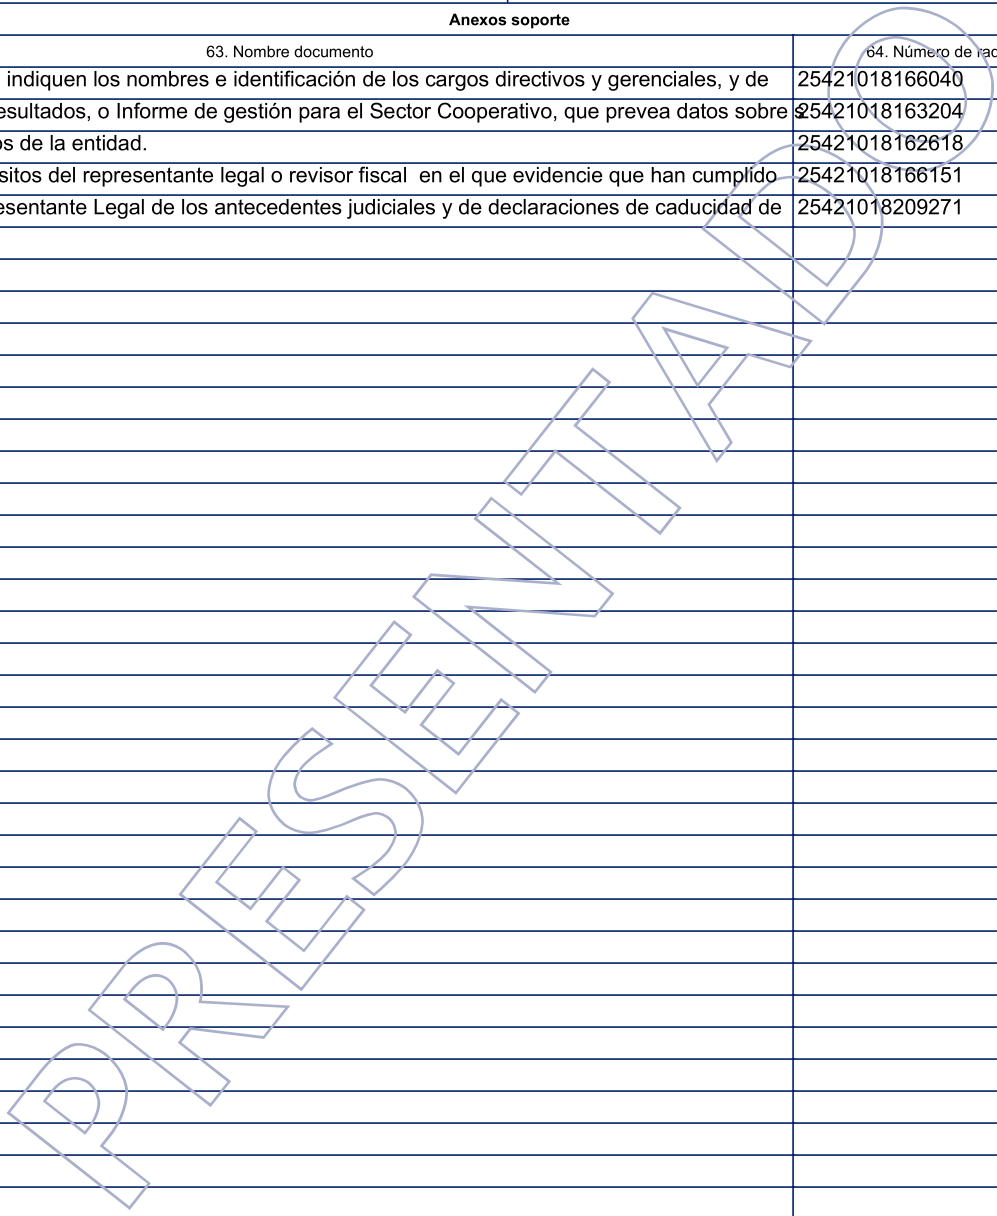 Anexos soporte
63. Nombre documento 64. Número de rad
indiquen los nombres e identificación de los cargos directivos y gerenciales, y de 25421018166040
esultados, o Informe de gestión para el Sector Cooperativo, que prevea datos sobre s 25421018163204
os de la entidad. 25421018162618
sitos del representante legal o revisor fiscal en el que evidencie que han cumplido 25421018166151
esentante Legal de los antecedentes judiciales y de declaraciones de caducidad de 25421018209271
PRESENTADO